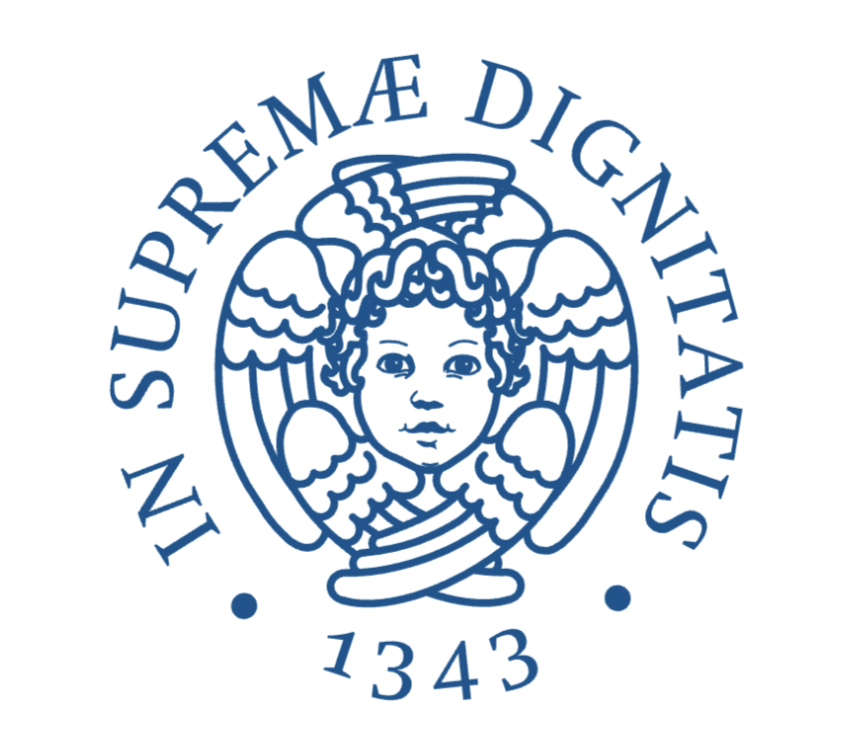 IN SUPREMÆ DIGNITATIS
1343